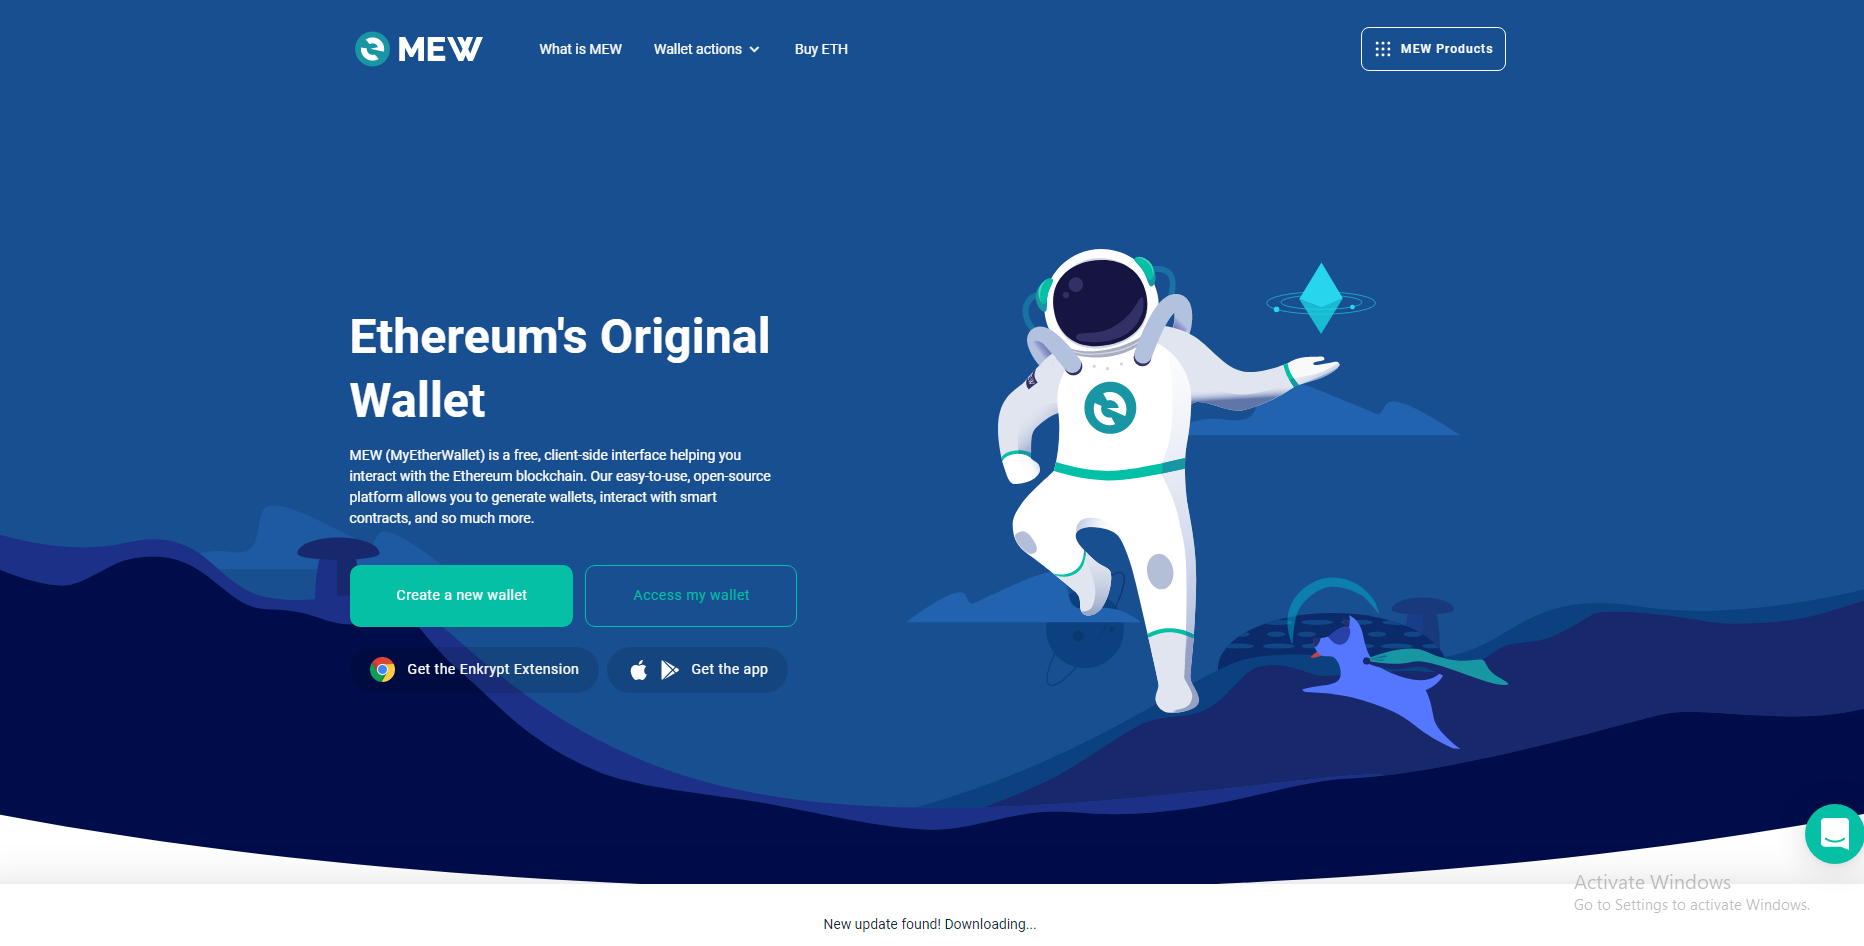 MEW
What is MEW
Wallet actions
Buy ETH
MEW Products
Ethereum's Original
Wallet
MEW (MyEtherWallet) is a free, client-side interface helping you
interact with the Ethereum blockchain. Our easy-to-use, open-source
platform allows you to generate wallets, interact with smart
contracts, and so much more.
Create a new wallet
Access my wallet
Get the Enkrypt Extension
Get the app
Activate Windows
Go to Settings to activate Windows.
New update found! Downloading...